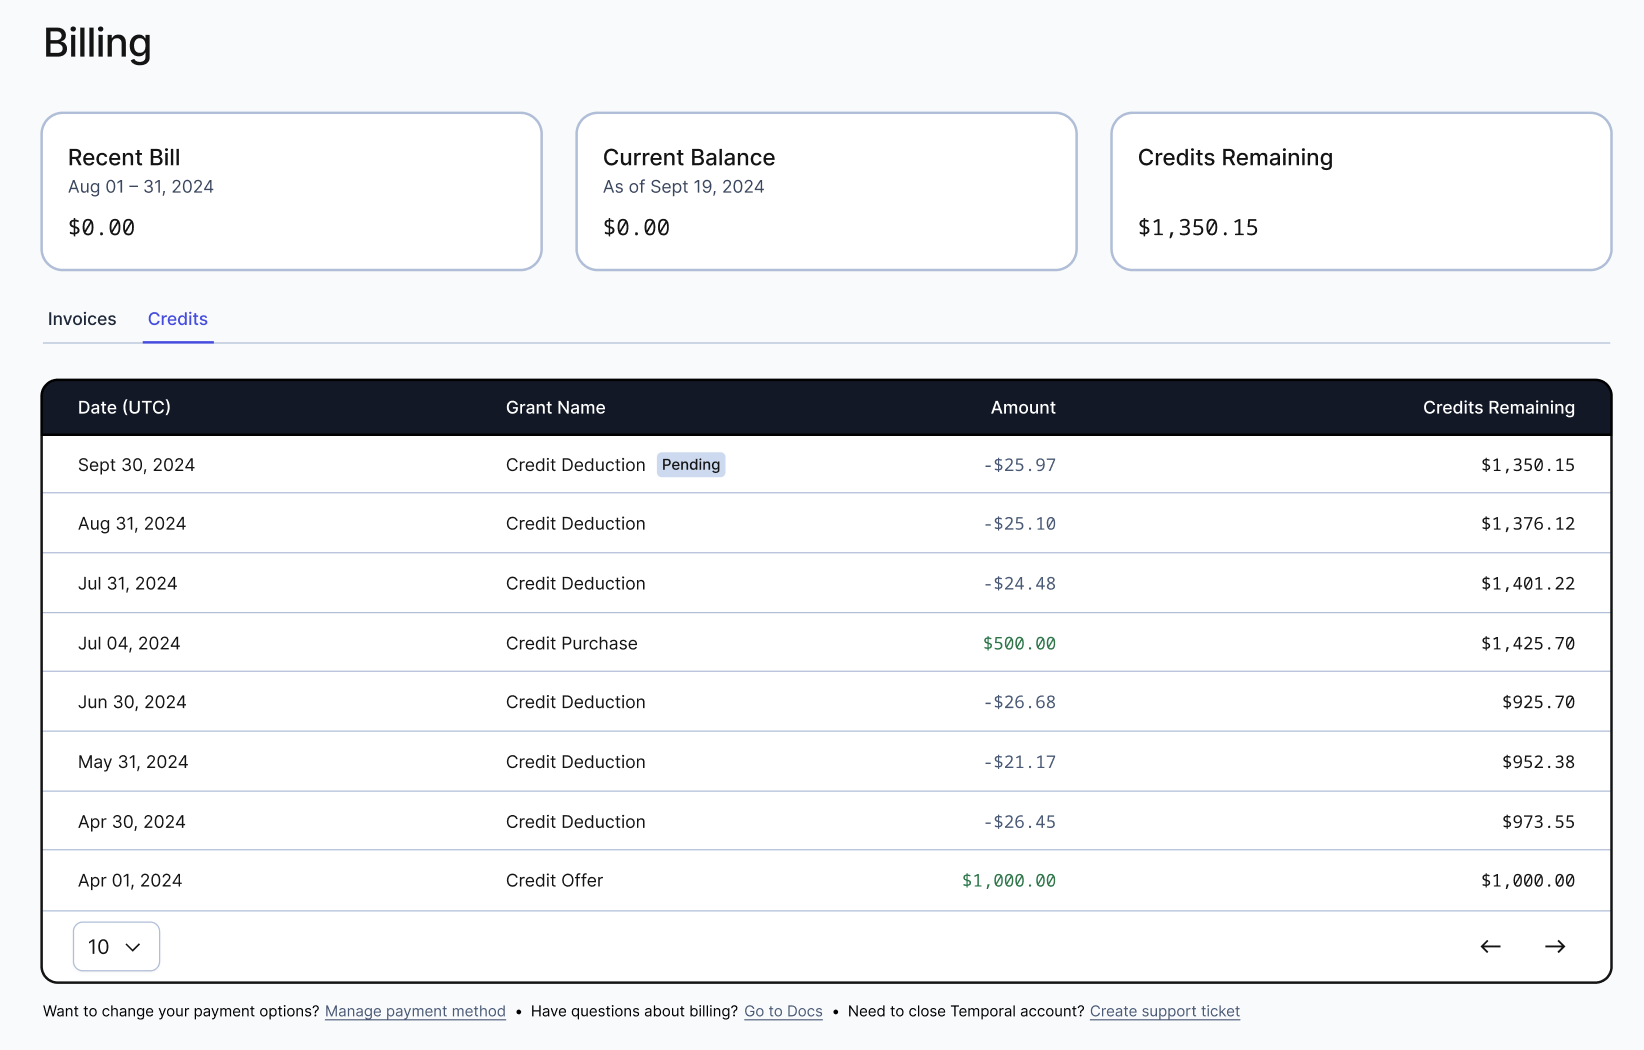 Billing
Recent Bill
Aug 01 – 31, 2024
$0.00
Current Balance
As of Sept 19, 2024
$0.00
Credits Remaining
$1,350.15
Invoices Credits
Date (UTC) Grant Name Amount Credits Remaining
Sept 30, 2024 Credit Deduction Pending -$25.97 $1,350.15
Aug 31, 2024 Credit Deduction -$25.10 $1,376.12
Jul 31, 2024 Credit Deduction -$24.48 $1,401.22
Jul 04, 2024 Credit Purchase $500.00 $1,425.70
Jun 30, 2024 Credit Deduction -$26.68 $925.70
May 31, 2024 Credit Deduction -$21.17 $952.38
Apr 30, 2024 Credit Deduction -$26.45 $973.55
Apr 01, 2024 Credit Offer $1,000.00 $1,000.00
10
Want to change your payment options? Manage payment method • Have questions about billing? Go to Docs • Need to close Temporal account? Create support ticket